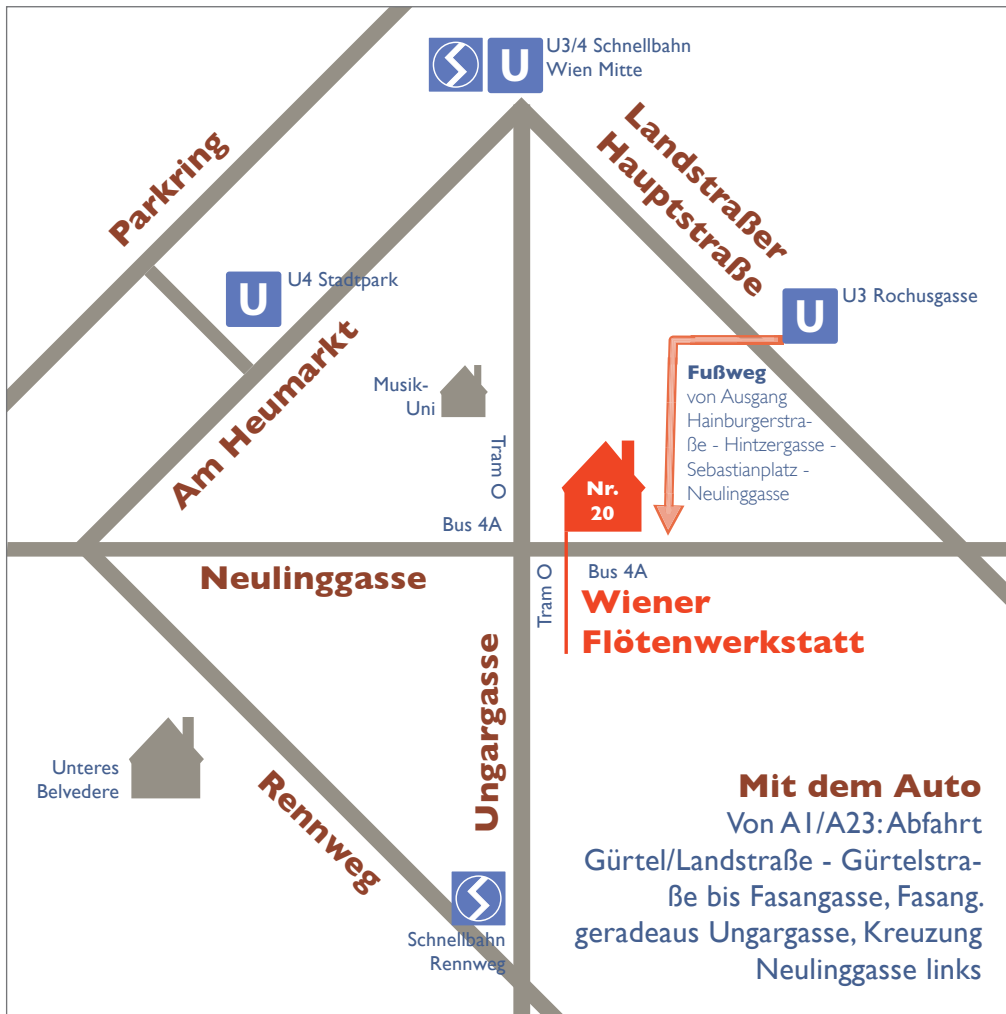 U3/4 Schnellbahn
Wien Mitte
U
Landstraßer
Hauptstraße
Parkring
U
U4 Stadtpark
U
U3 Rochusgasse
Am Heumarkt
Musik-
Uni
Fußweg
von Ausgang
Hainburgerstra-
ße - Hintzergasse -
Sebastianplatz -
Neulinggasse
Tram O
Nr.
20
Bus 4A
Neulinggasse
Tram O
Bus 4A
Wiener
Flötenwerkstatt
Ungargasse
Unteres
Belvedere
Rennweg
Schnellbahn
Rennweg
Mit dem Auto
Von A1/A23: Abfahrt
Gürtel/Landstraße - Gürtelstra-
ße bis Fasangasse, Fasang.
geradeaus Ungargasse, Kreuzung
Neulinggasse links